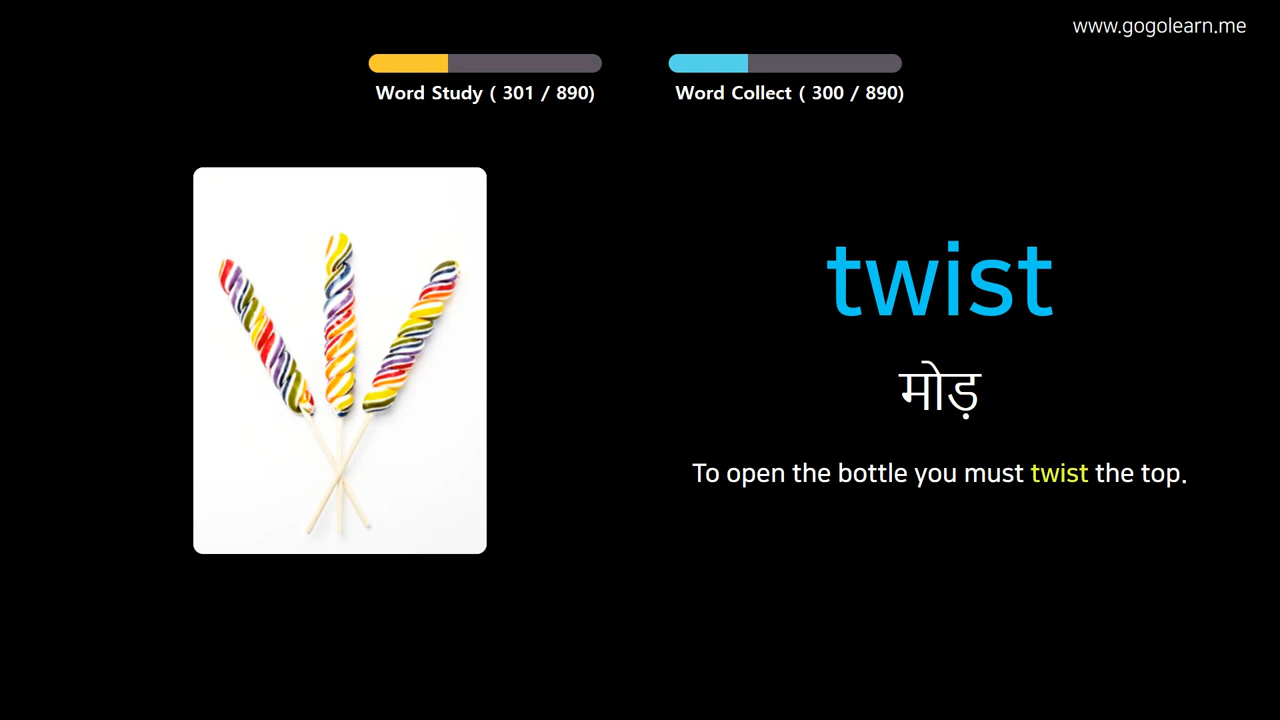 www.gogolearn.me
Word Study ( 301 / 890)
Word Collect ( 300 / 890)
twist
मोड़
To open the bottle you must twist the top.